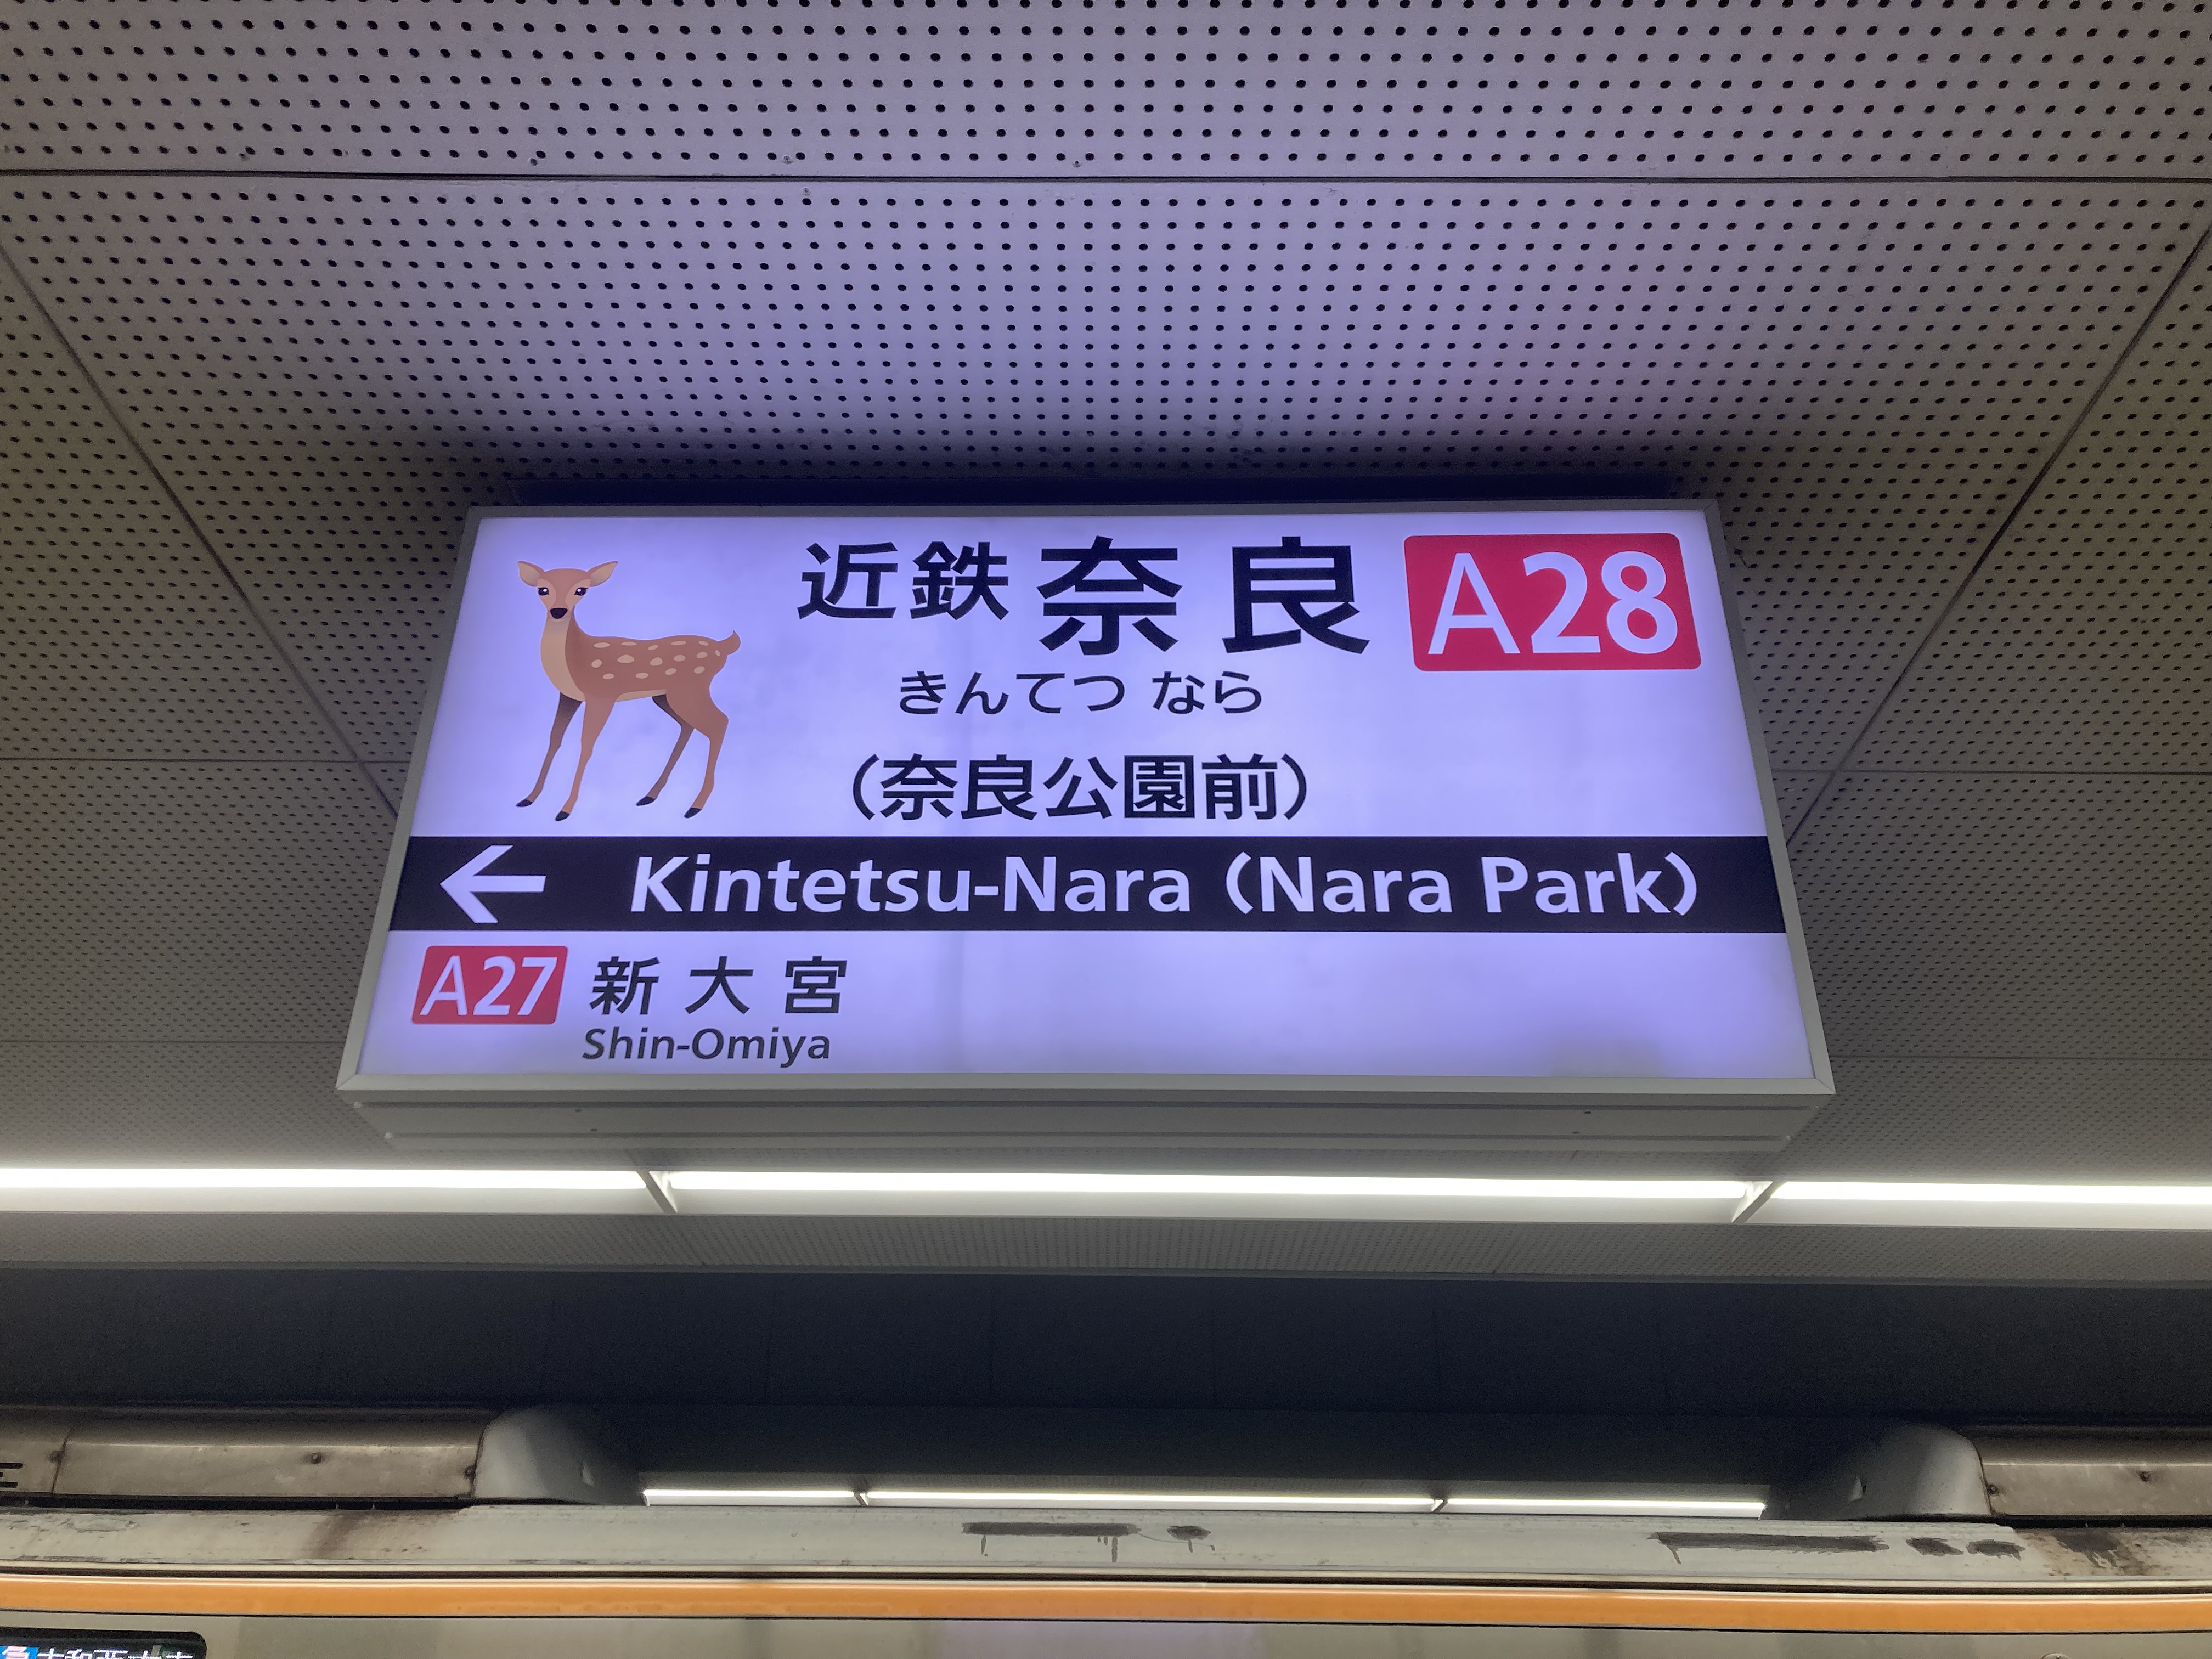 近鉄奈良 A28
きんてつ なら
（奈良公園前）
← Kintetsu-Nara (Nara Park)
A27 新大宮
Shin-Omiya